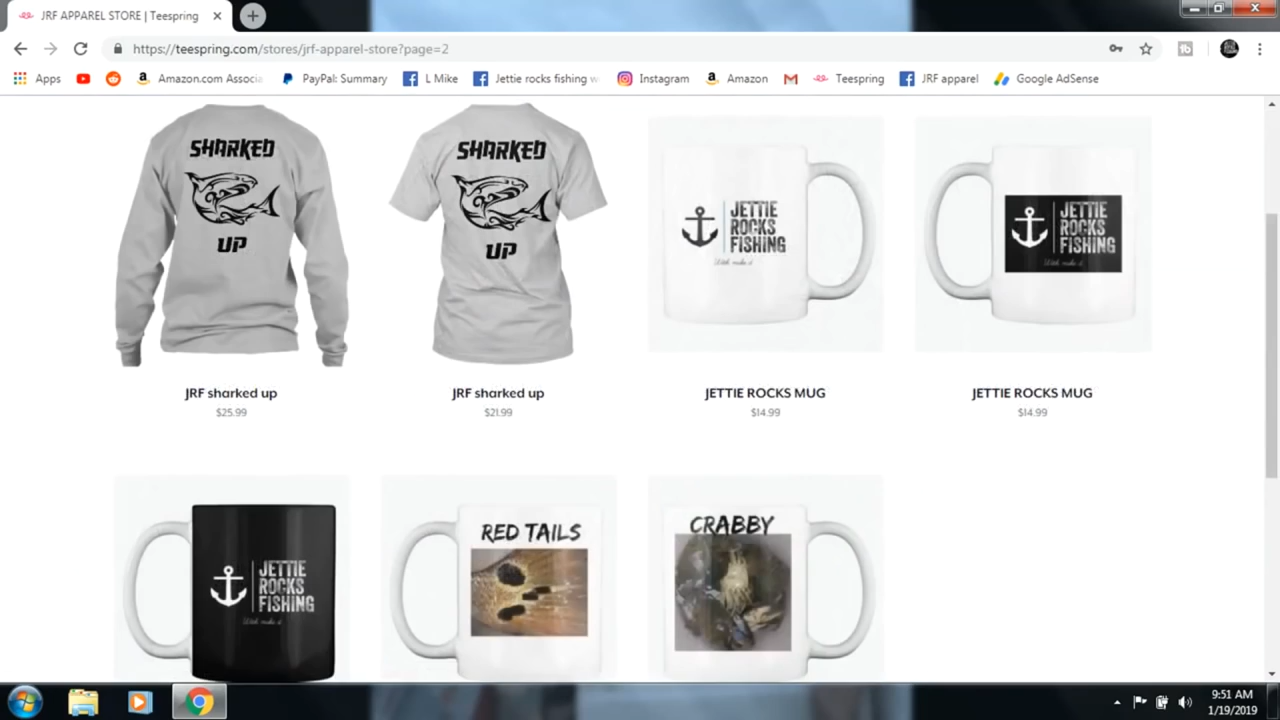 JRF APPAREL STORE | Teespring
https://teespring.com/stores/jrf-apparel-store?page=2
Apps
Amazon.com Associa
PayPal: Summary
L Mike
Jettie rocks fishing w
Instagram
Amazon
Teespring
JRF apparel
Google AdSense
SHARKED
UP
SHARKED
UP
JETTIE
ROCKS
FISHING
JETTIE
ROCKS
FISHING
JRF sharked up
$25.99
JRF sharked up
$21.99
JETTIE ROCKS MUG
$14.99
JETTIE ROCKS MUG
$14.99
JETTIE
ROCKS
FISHING
RED TAILS
CRABBY
9:51 AM
1/19/2019